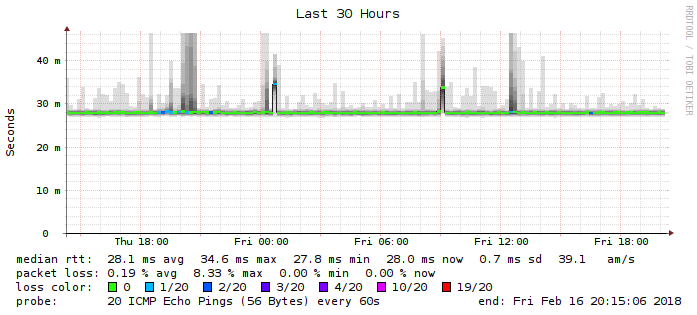 Last 30 Hours
RRDTOOL / TOBI OETIKER
Seconds
40 m
30 m
20 m
10 m
0
Thu 18:00 Fri 00:00 Fri 06:00 Fri 12:00 Fri 18:00
median rtt: 28.1 ms avg 34.6 ms max 27.8 ms min 28.0 ms now 0.7 ms sd 39.1 am/s
packet loss: 0.19 % avg 8.33 % max 0.00 % min 0.00 % now
loss color: 0 1/20 2/20 3/20 4/20 10/20 19/20
probe: 20 ICMP Echo Pings (56 Bytes) every 60s end: Fri Feb 16 20:15:06 2018